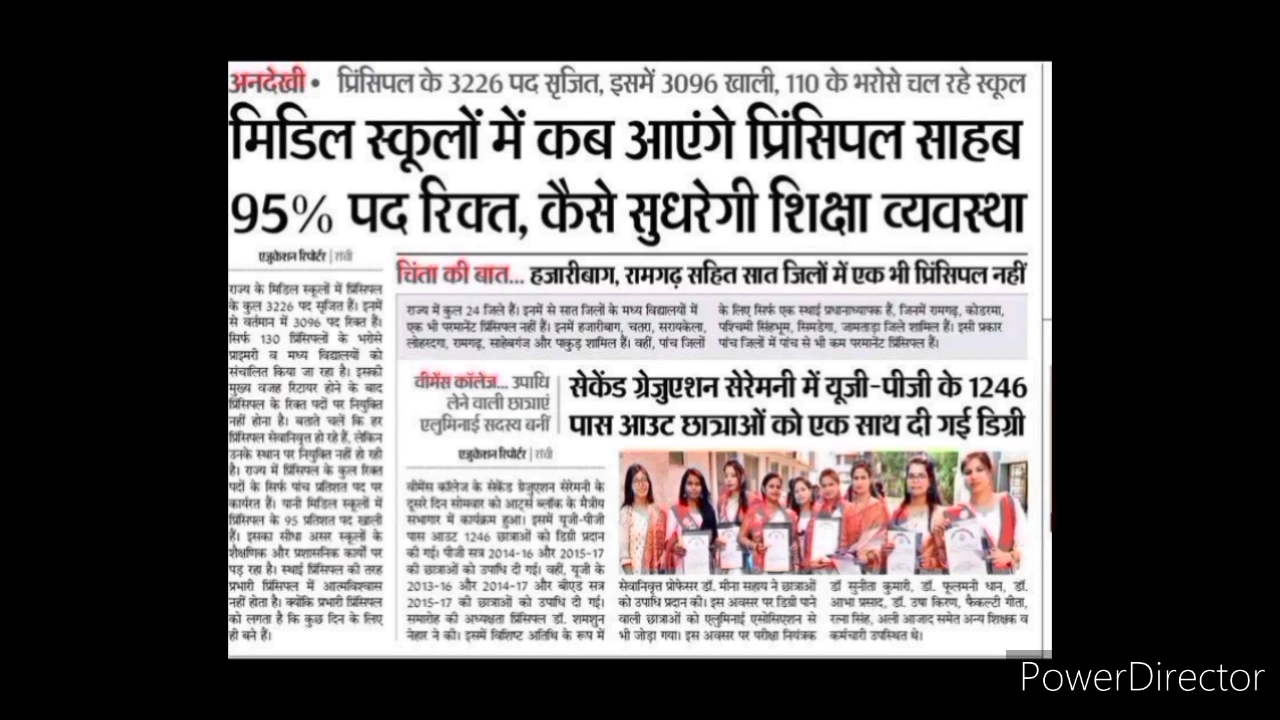 अनदेखी • प्रिंसिपल के 3226 पद सृजित, इसमें 3096 खाली, 110 के भरोसे चल रहे स्कूल
मिडिल स्कूलों में कब आएंगे प्रिंसिपल साहब
95% पद रिक्त, कैसे सुधरेगी शिक्षा व्यवस्था
एजुकेशन रिपोर्टर | रांची
राज्य के मिडिल स्कूलों में प्रिंसिपल
के कुल 3226 पद सृजित हैं। इनमें
से वर्तमान में 3096 पद रिक्त हैं।
सिर्फ 130 प्रिंसिपलों के भरोसे
प्राइमरी व मध्य विद्यालयों को
संचालित किया जा रहा है। इसकी
मुख्य वजह रिटायर होने के बाद
प्रिंसिपल के रिक्त पदों पर नियुक्ति
नहीं होना है। बताते चलें कि हर
प्रिंसिपल सेवानिवृत्त हो रहे हैं, लेकिन
उनके स्थान पर नियुक्ति नहीं हो रही
है। राज्य में प्रिंसिपल के कुल रिक्त
पदों के सिर्फ पांच प्रतिशत पद पर
कार्यरत हैं। यानी मिडिल स्कूलों में
प्रिंसिपल के 95 प्रतिशत पद खाली
हैं। इसका सीधा असर स्कूलों के
शैक्षणिक और प्रशासनिक कार्यों पर
पड़ रहा है। स्थाई प्रिंसिपल की तरह
प्रभारी प्रिंसिपल में आत्मविश्वास
नहीं होता है। क्योंकि प्रभारी प्रिंसिपल
को लगता है कि कुछ दिन के लिए
ही बने हैं।
चिंता की बात... हजारीबाग, रामगढ़ सहित सात जिलों में एक भी प्रिंसिपल नहीं
राज्य में कुल 24 जिले हैं। इनमें से सात जिलों के मध्य विद्यालयों में
एक भी परमानेंट प्रिंसिपल नहीं हैं। इनमें हजारीबाग, चतरा, सरायकेला,
लोहरदगा, रामगढ़, साहेबगंज और पाकुड़ शामिल हैं। वहीं, पांच जिलों
के लिए सिर्फ एक स्थाई प्रधानाध्यापक हैं, जिनमें रामगढ़, कोडरमा,
पश्चिमी सिंहभूम, सिमडेगा, जामताड़ा जिले शामिल हैं। इसी प्रकार
पांच जिलों में पांच से भी कम परमानेंट प्रिंसिपल हैं।
वीमेंस कॉलेज... उपाधि
लेने वाली छात्राएं
एलुमिनाई सदस्य बनीं
सेकेंड ग्रेजुएशन सेरेमनी में यूजी-पीजी के 1246
पास आउट छात्राओं को एक साथ दी गई डिग्री
एजुकेशन रिपोर्टर | रांची
वीमेंस कॉलेज के सेकेंड ग्रेजुएशन सेरेमनी के
दूसरे दिन सोमवार को आर्ट्स ब्लॉक के मैत्रीय
सभागार में कार्यक्रम हुआ। इसमें यूजी-पीजी
पास आउट 1246 छात्राओं को डिग्री प्रदान
की गई। पीजी सत्र 2014-16 और 2015-17
की छात्राओं को उपाधि दी गई। वहीं, यूजी के
2013-16 और 2014-17 और बीएड सत्र
2015-17 की छात्राओं को उपाधि दी गई।
समारोह की अध्यक्षता प्रिंसिपल डॉ. शमशुन
नेहार ने की। इसमें विशिष्ट अतिथि के रूप में
सेवानिवृत्त प्रोफेसर डॉ. मीना सहाय ने छात्राओं
को उपाधि प्रदान की। इस अवसर पर डिग्री पाने
वाली छात्राओं को एलुमिनाई एसोसिएशन से
भी जोड़ा गया। इस अवसर पर परीक्षा नियंत्रक
डॉ सुनीता कुमारी, डॉ. फूलमनी धान, डॉ.
आभा प्रसाद, डॉ. उषा किरण, फैकल्टी गीता,
रत्ना सिंह, अली आजाद समेत अन्य शिक्षक व
कर्मचारी उपस्थित थे।
PowerDirector